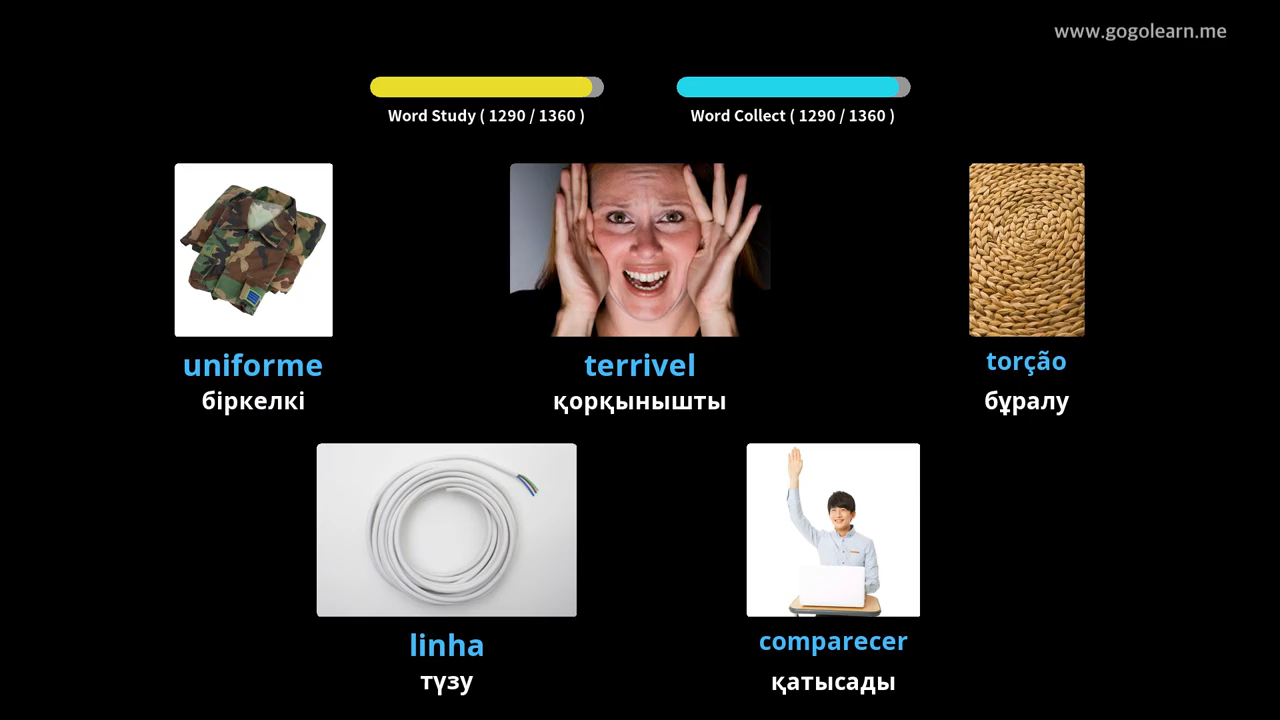 www.gogolearn.me
Word Study ( 1290 / 1360 )
Word Collect ( 1290 / 1360 )
uniforme
біркелкі
terrivel
қорқынышты
torção
бұралу
linha
түзу
comparecer
қатысады